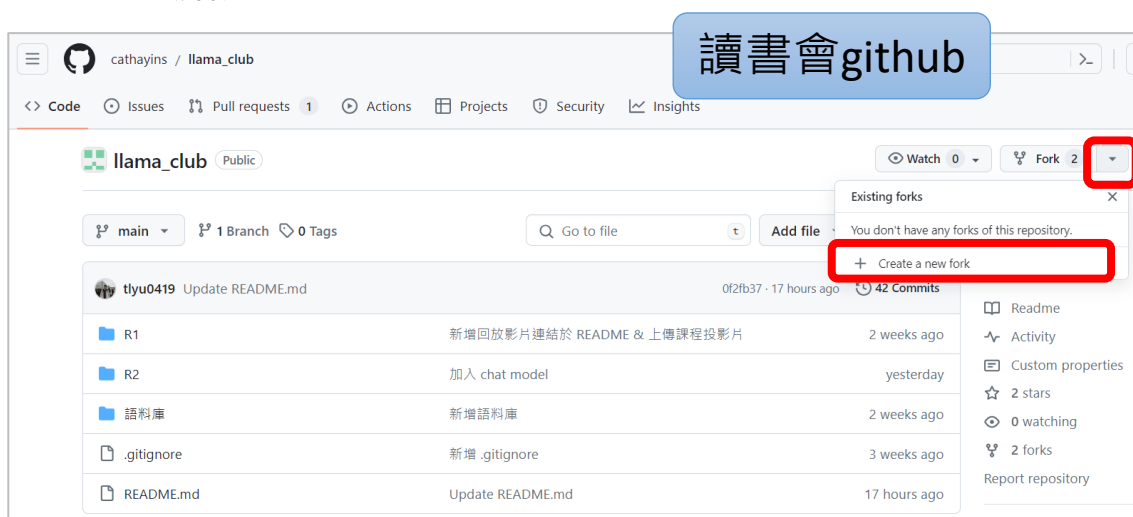 讀書會github
cathayins / llama_club
<> Code Issues Pull requests 1 Actions Projects Security Insights
llama_club Public
Watch 0 Fork 2
Existing forks
You don't have any forks of this repository.
+ Create a new fork
main 1 Branch 0 Tags Go to file t Add file
tlyu0419 Update README.md 0f2fb37 · 17 hours ago 42 Commits
R1 新增回放影片連結於 README & 上傳課程投影片 2 weeks ago
R2 加入 chat model yesterday
語料庫 新增語料庫 2 weeks ago
.gitignore 新增 .gitignore 3 weeks ago
README.md Update README.md 17 hours ago
Readme
Activity
Custom properties
2 stars
0 watching
2 forks
Report repository